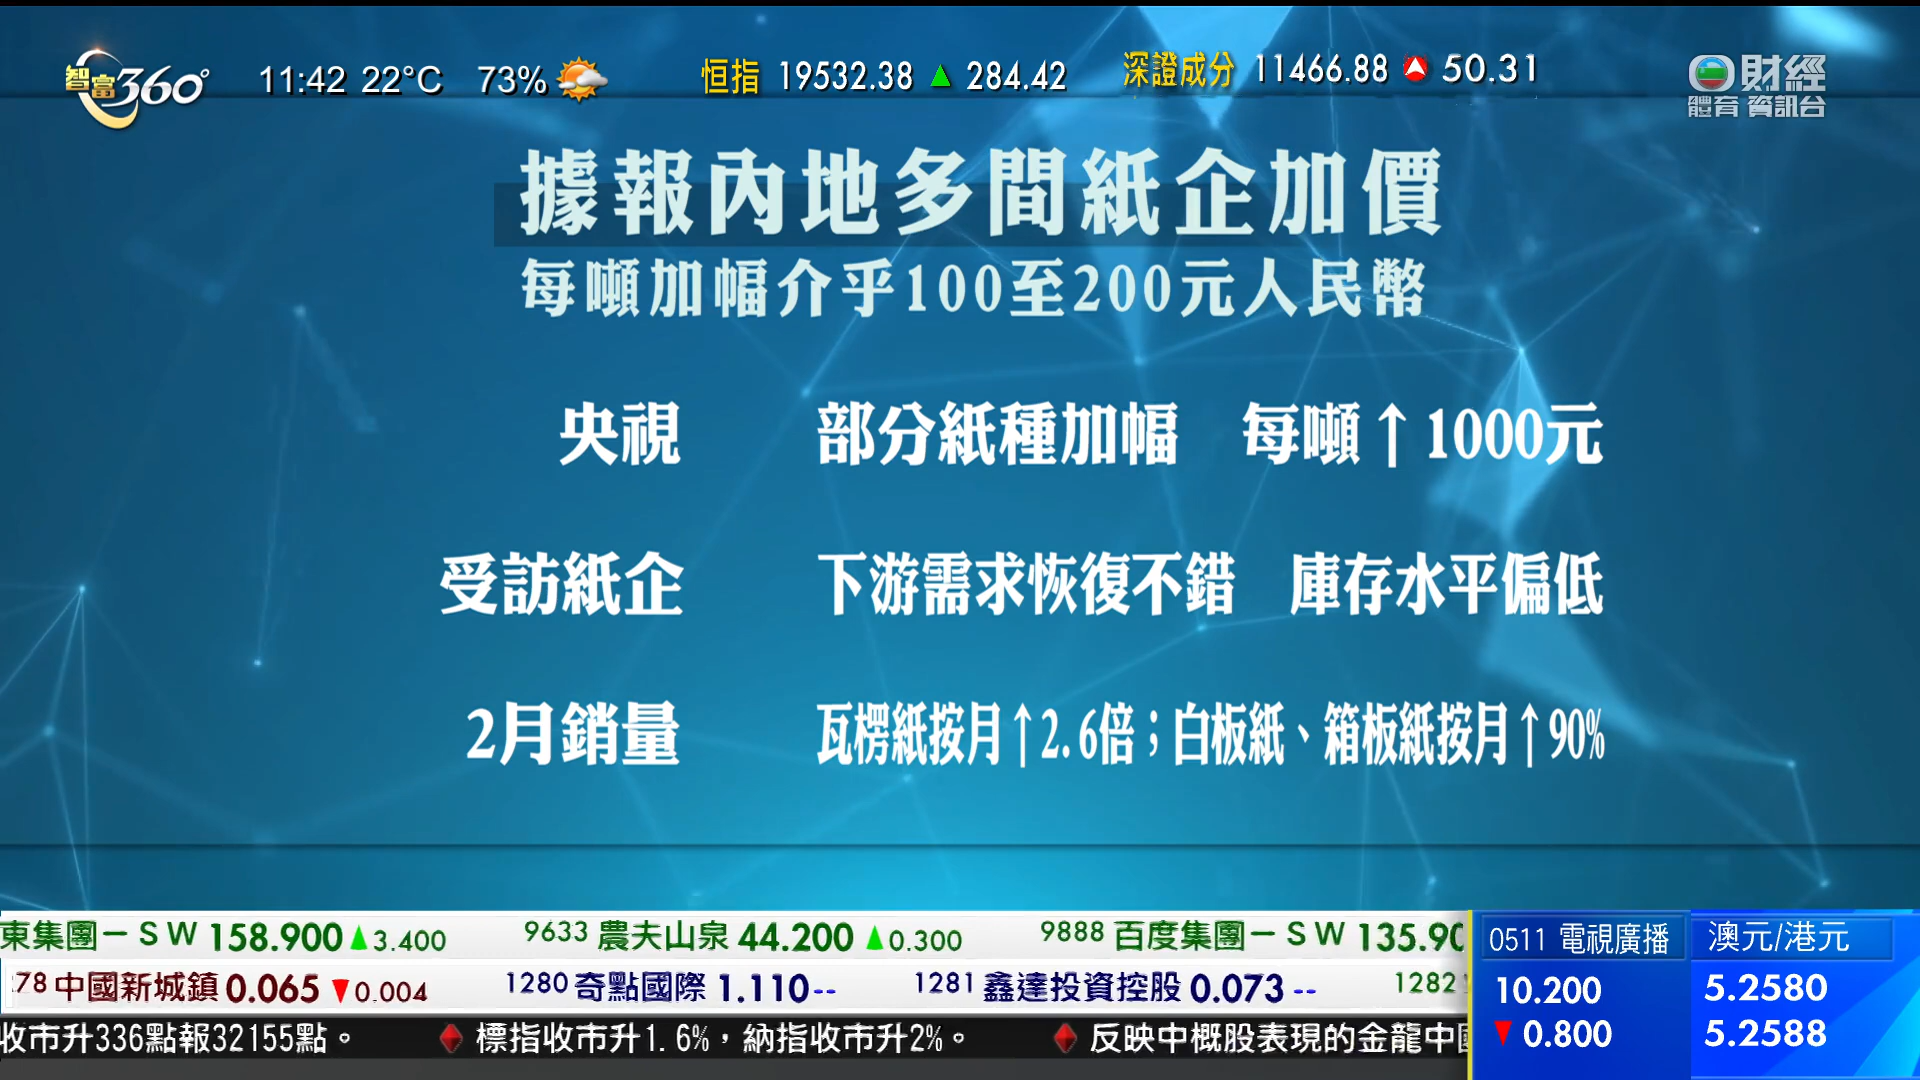 智富360° 11:42 22°C 73% 恒指 19532.38 ▲ 284.42 深證成分 11466.88 50.31 財經
體育 資訊台
據報內地多間紙企加價
每噸加幅介乎100至200元人民幣
央視 部分紙種加幅 每噸↑1000元
受訪紙企 下游需求恢復不錯 庫存水平偏低
2月銷量 瓦楞紙按月↑2.6倍；白板紙、箱板紙按月↑90%
東集團－ＳＷ 158.900▲3.400 9633 農夫山泉 44.200▲0.300 9888 百度集團－ＳＷ 135.90
78 中國新城鎮 0.065▼0.004 1280 奇點國際 1.110-- 1281 鑫達投資控股 0.073-- 1282
收市升336點報32155點。 標指收市升1.6%，納指收市升2%。 反映中概股表現的金龍中
0511 電視廣播
10.200
▼0.800
澳元/港元
5.2580
5.2588